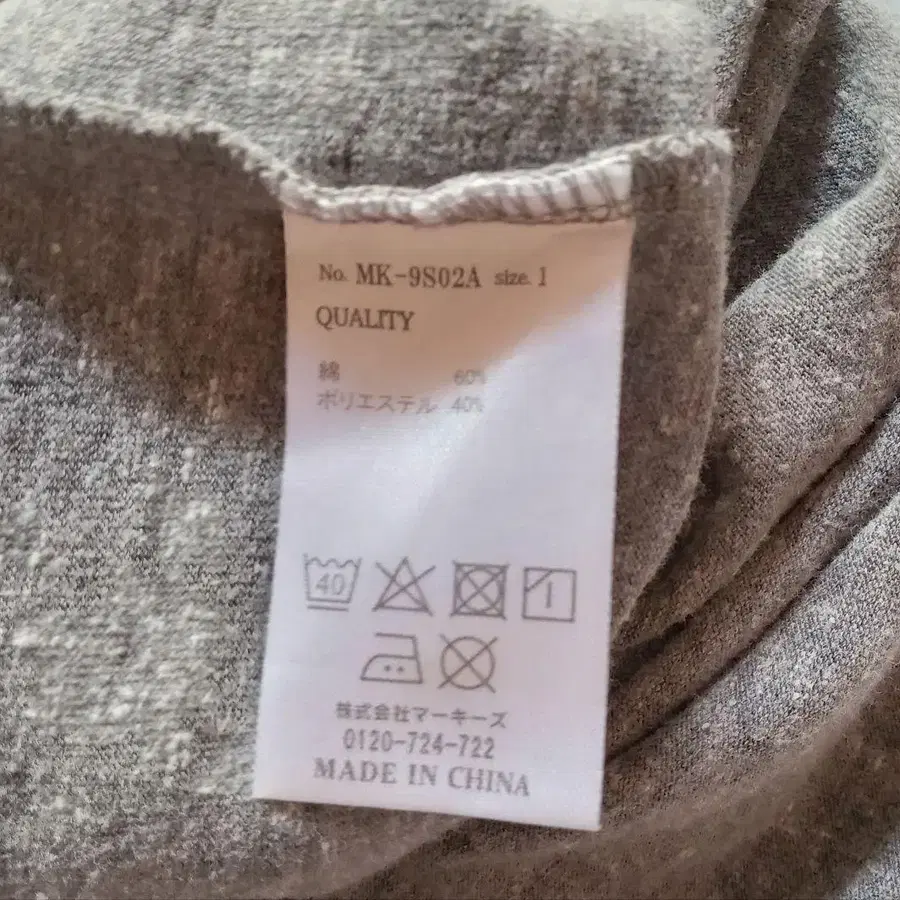 No. MK-9S02A size. 1
QUALITY
綿 60%
ポリエステル 40%
40
株式会社マーキーズ
0120-724-722
MADE IN CHINA